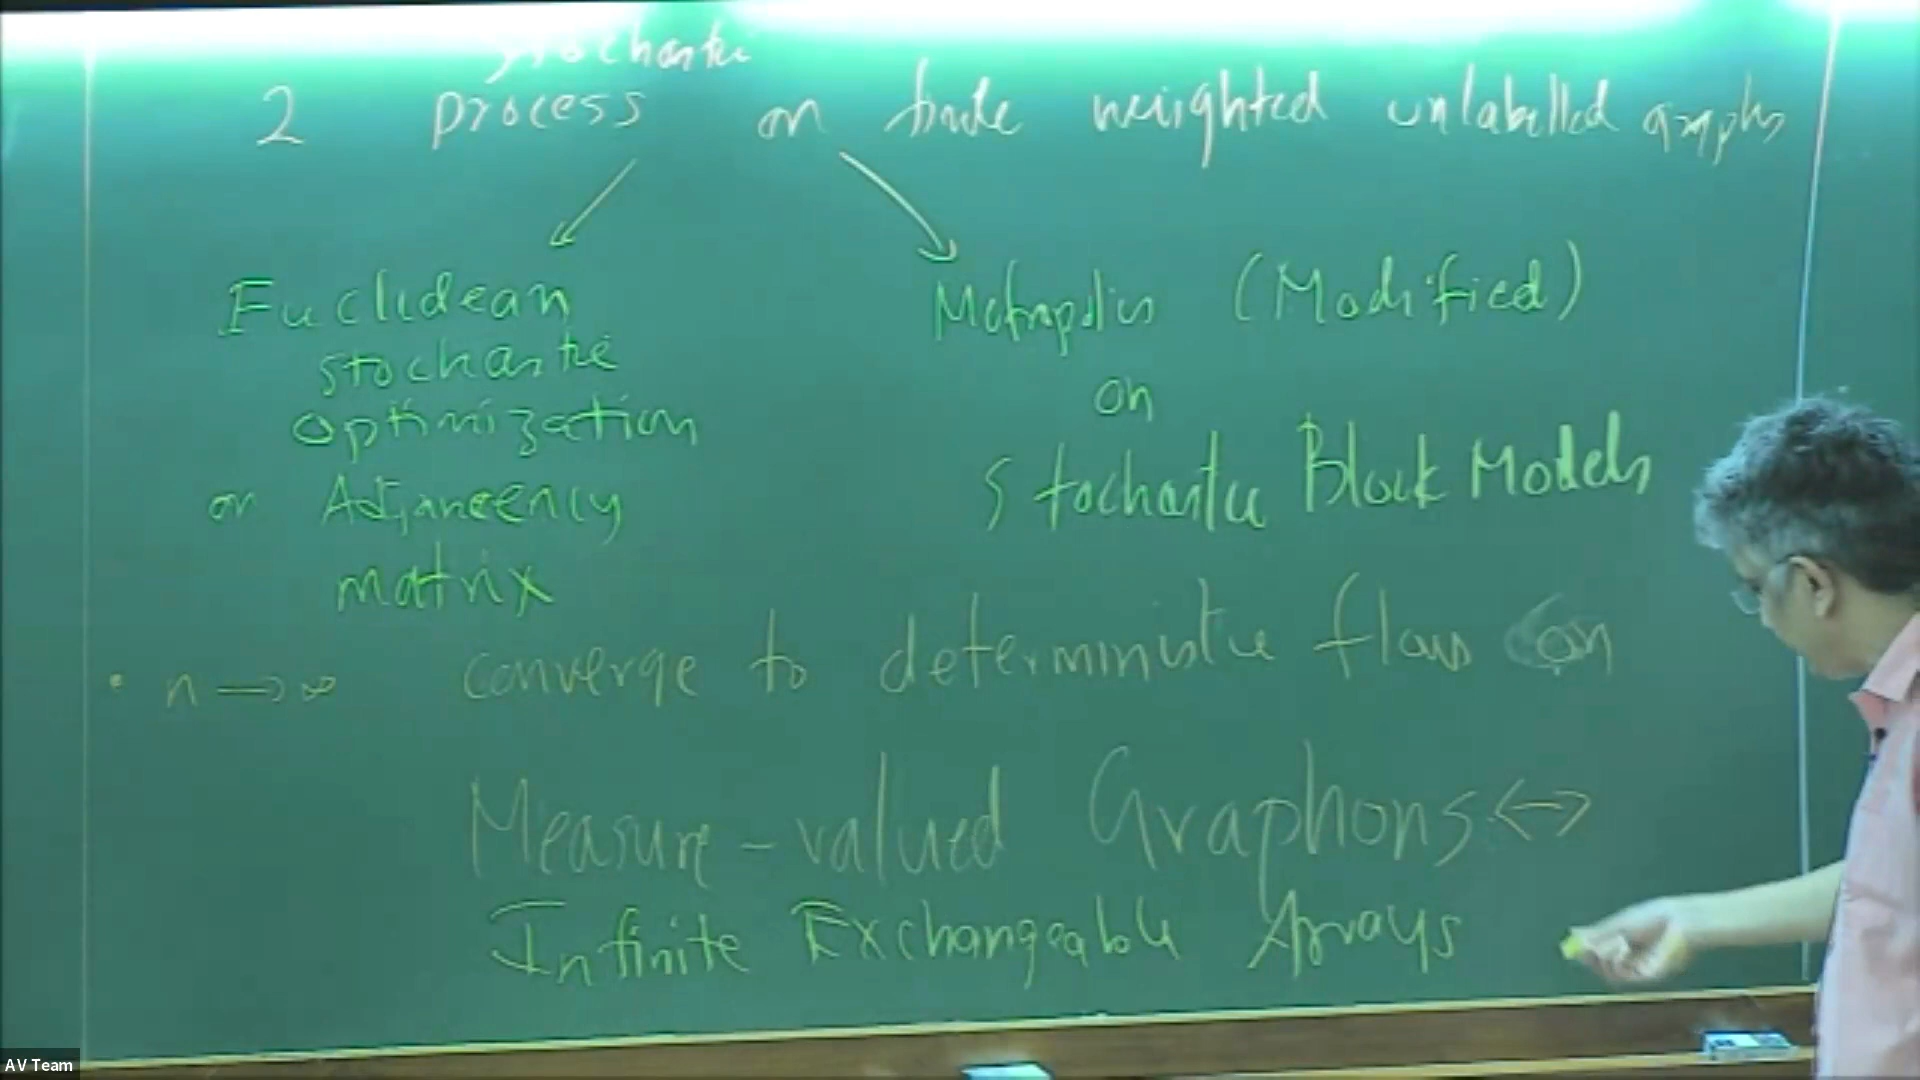 Stochastic
2 process on finite weighted unlabelled graphs
Euclidean
stochastic
optimization
on Adjancency
matrix
Metropolis (Modified)
on
Stochastic Block Models
• n → ∞ converge to deterministic flow on
Measure-valued Graphons ↔
Infinite Exchangeable Arrays
AV Team